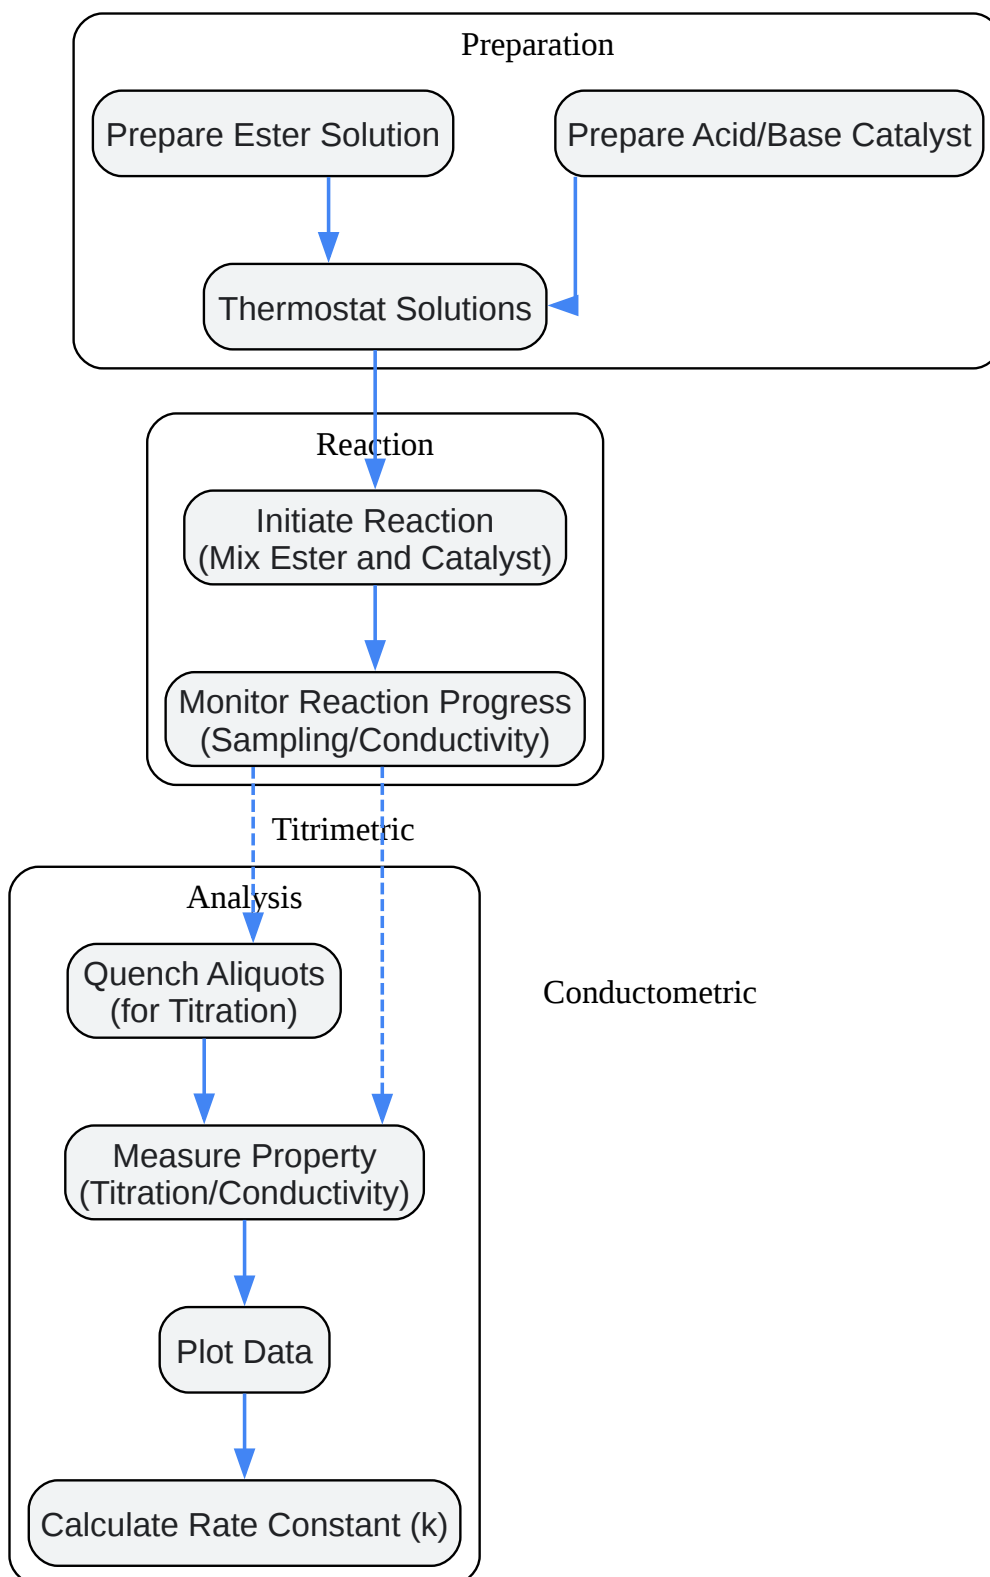 Preparation
Prepare Ester Solution
Prepare Acid/Base Catalyst
Thermostat Solutions
Reaction
Initiate Reaction
(Mix Ester and Catalyst)
Monitor Reaction Progress
(Sampling/Conductivity)
Titrimetric
Analysis
Quench Aliquots
(for Titration)
Conductometric
Measure Property
(Titration/Conductivity)
Plot Data
Calculate Rate Constant (k)